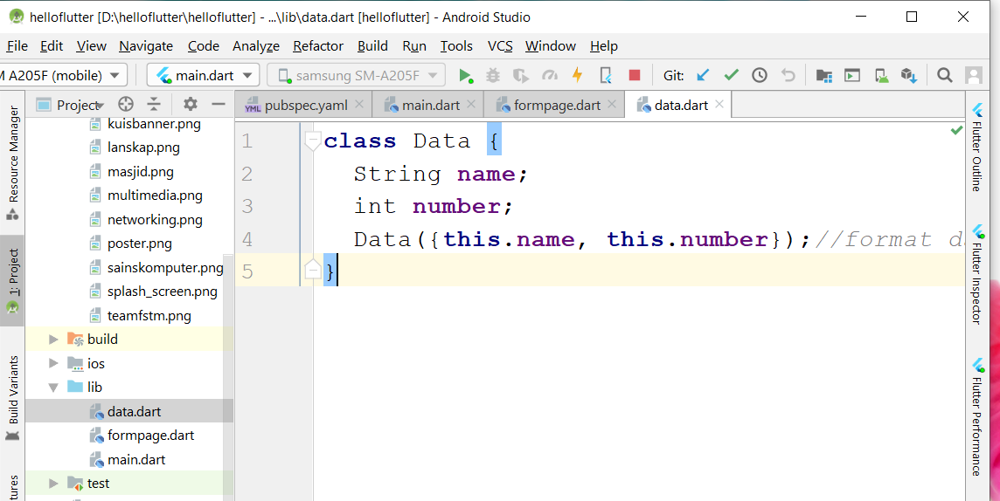 helloflutter [D:\helloflutter\helloflutter] - ...\lib\data.dart [helloflutter] - Android Studio
File Edit View Navigate Code Analyze Refactor Build Run Tools VCS Window Help
M A205F (mobile) main.dart samsung SM-A205F Git:
Project
pubspec.yaml main.dart formpage.dart data.dart
kuisbanner.png
lanskap.png
masjid.png
multimedia.png
networking.png
poster.png
sainskomputer.png
splash_screen.png
teamfstm.png
build
ios
lib
data.dart
formpage.dart
main.dart
test
1 class Data {
2 String name;
3 int number;
4 Data({this.name, this.number});//format d
5 }
Resource Manager
1: Project
Build Variants
Flutter Outline
Flutter Inspector
Flutter Performance